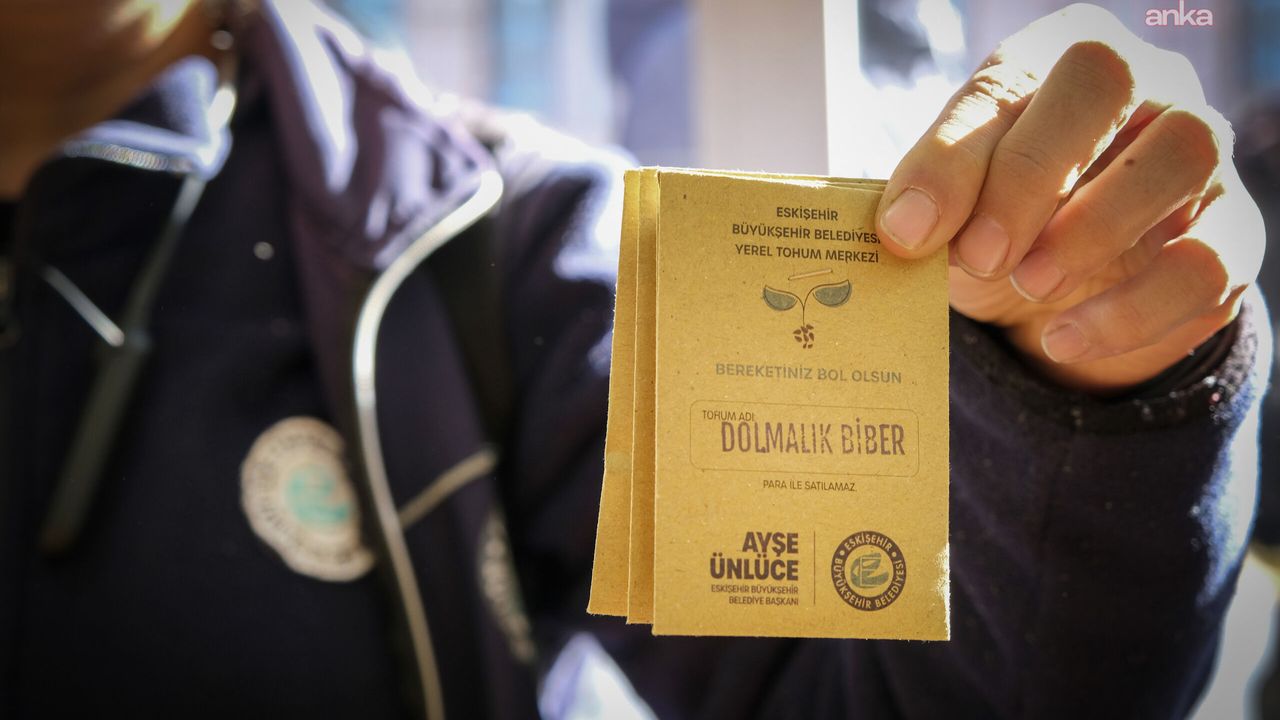 anka
ESKİŞEHİR
BÜYÜKŞEHİR BELEDİYESİ
YEREL TOHUM MERKEZİ
BEREKETİNİZ BOL OLSUN
TOHUM ADI:
DOLMALIK BİBER
PARA İLE SATILAMAZ.
AYŞE
ÜNLÜCE
ESKİŞEHİR BÜYÜKŞEHİR
BELEDİYE BAŞKANI
ESKİŞEHİR
BÜYÜKŞEHİR BELEDİYESİ